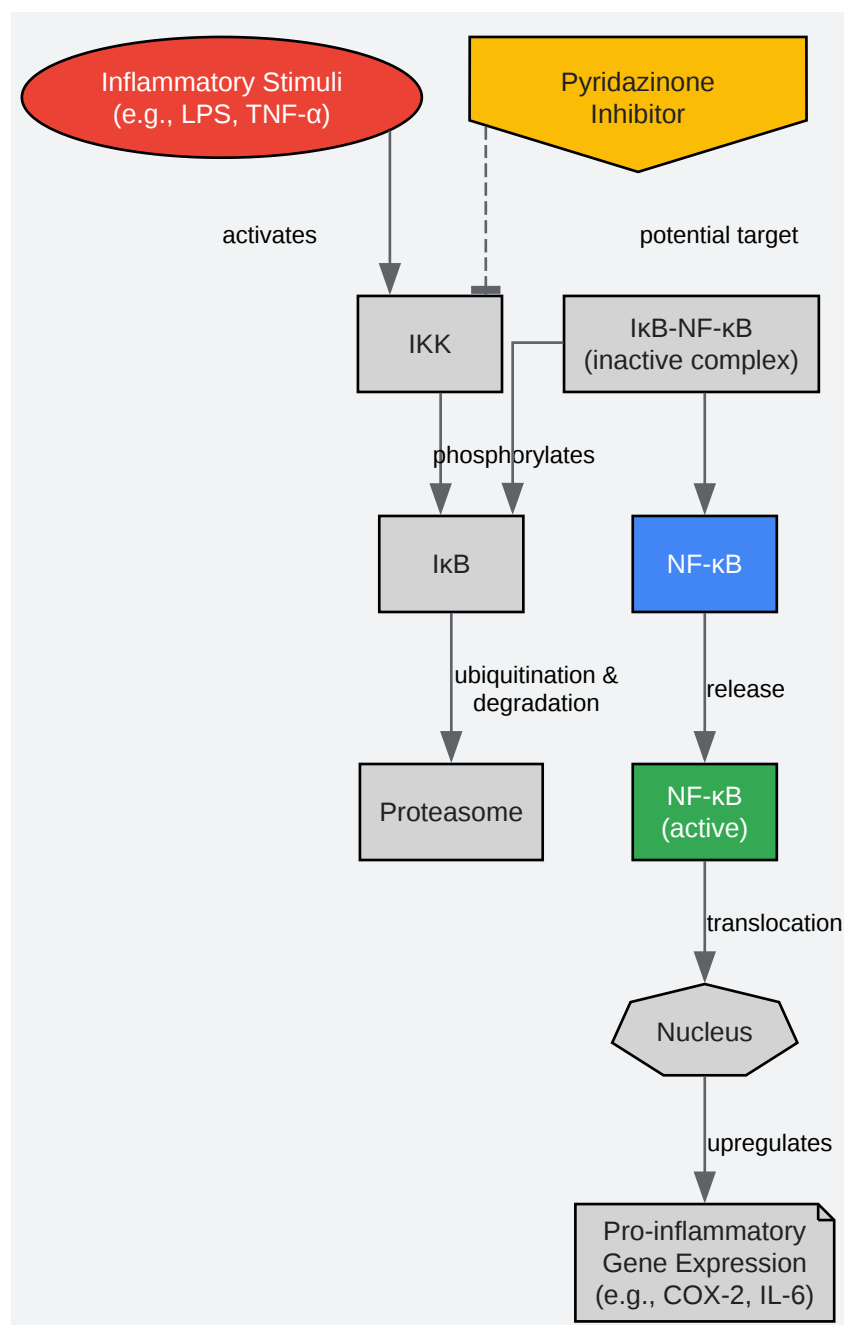 Inflammatory Stimuli
(e.g., LPS, TNF-α)
Pyridazinone
Inhibitor
activates
potential target
IKK
IκB-NF-κB
(inactive complex)
phosphorylates
IκB
NF-κB
ubiquitination &
degradation
release
Proteasome
NF-κB
(active)
translocation
Nucleus
upregulates
Pro-inflammatory
Gene Expression
(e.g., COX-2, IL-6)